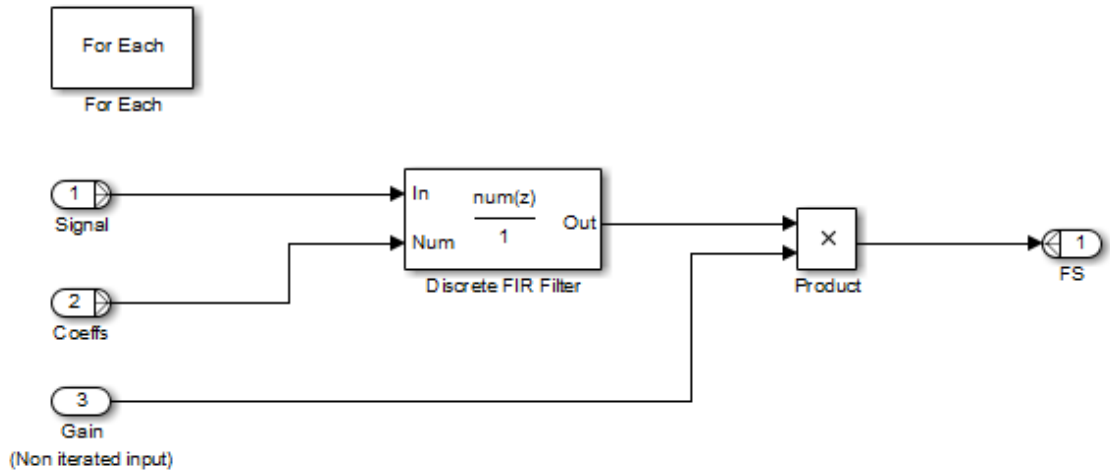 For Each
For Each
1
Signal
2
Coeffs
3
Gain
(Non iterated input)
In
Num
num(z)
1
Out
Discrete FIR Filter
×
Product
1
FS